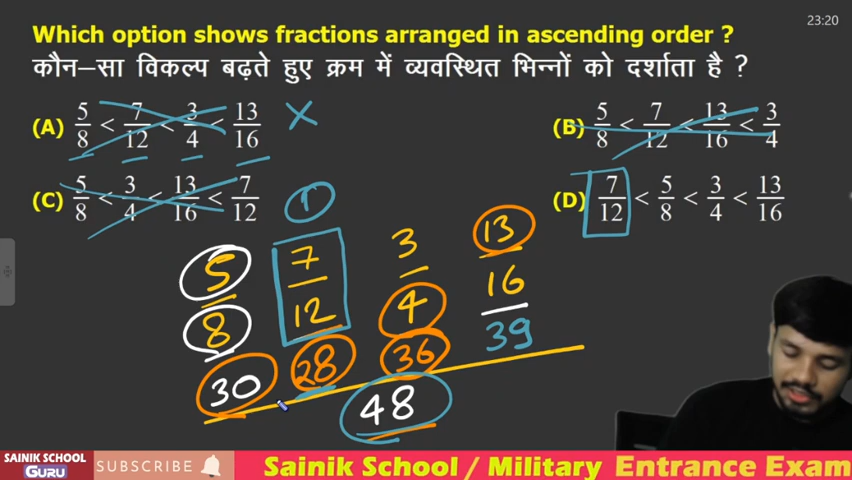 23:20
Which option shows fractions arranged in ascending order ?
कौन–सा विकल्प बढ़ते हुए क्रम में व्यवस्थित भिन्नों को दर्शाता है ?
(A) 5/8 < 7/12 < 3/4 < 13/16 ×
(B) 5/8 < 7/12 < 13/16 < 3/4
(C) 5/8 < 3/4 < 13/16 < 7/12
(D) 7/12 < 5/8 < 3/4 < 13/16
1
5/8 7/12 3/4 13/16
30 28 36 39
48
SAINIK SCHOOL GURU SUBSCRIBE Sainik School / Military Entrance Exam